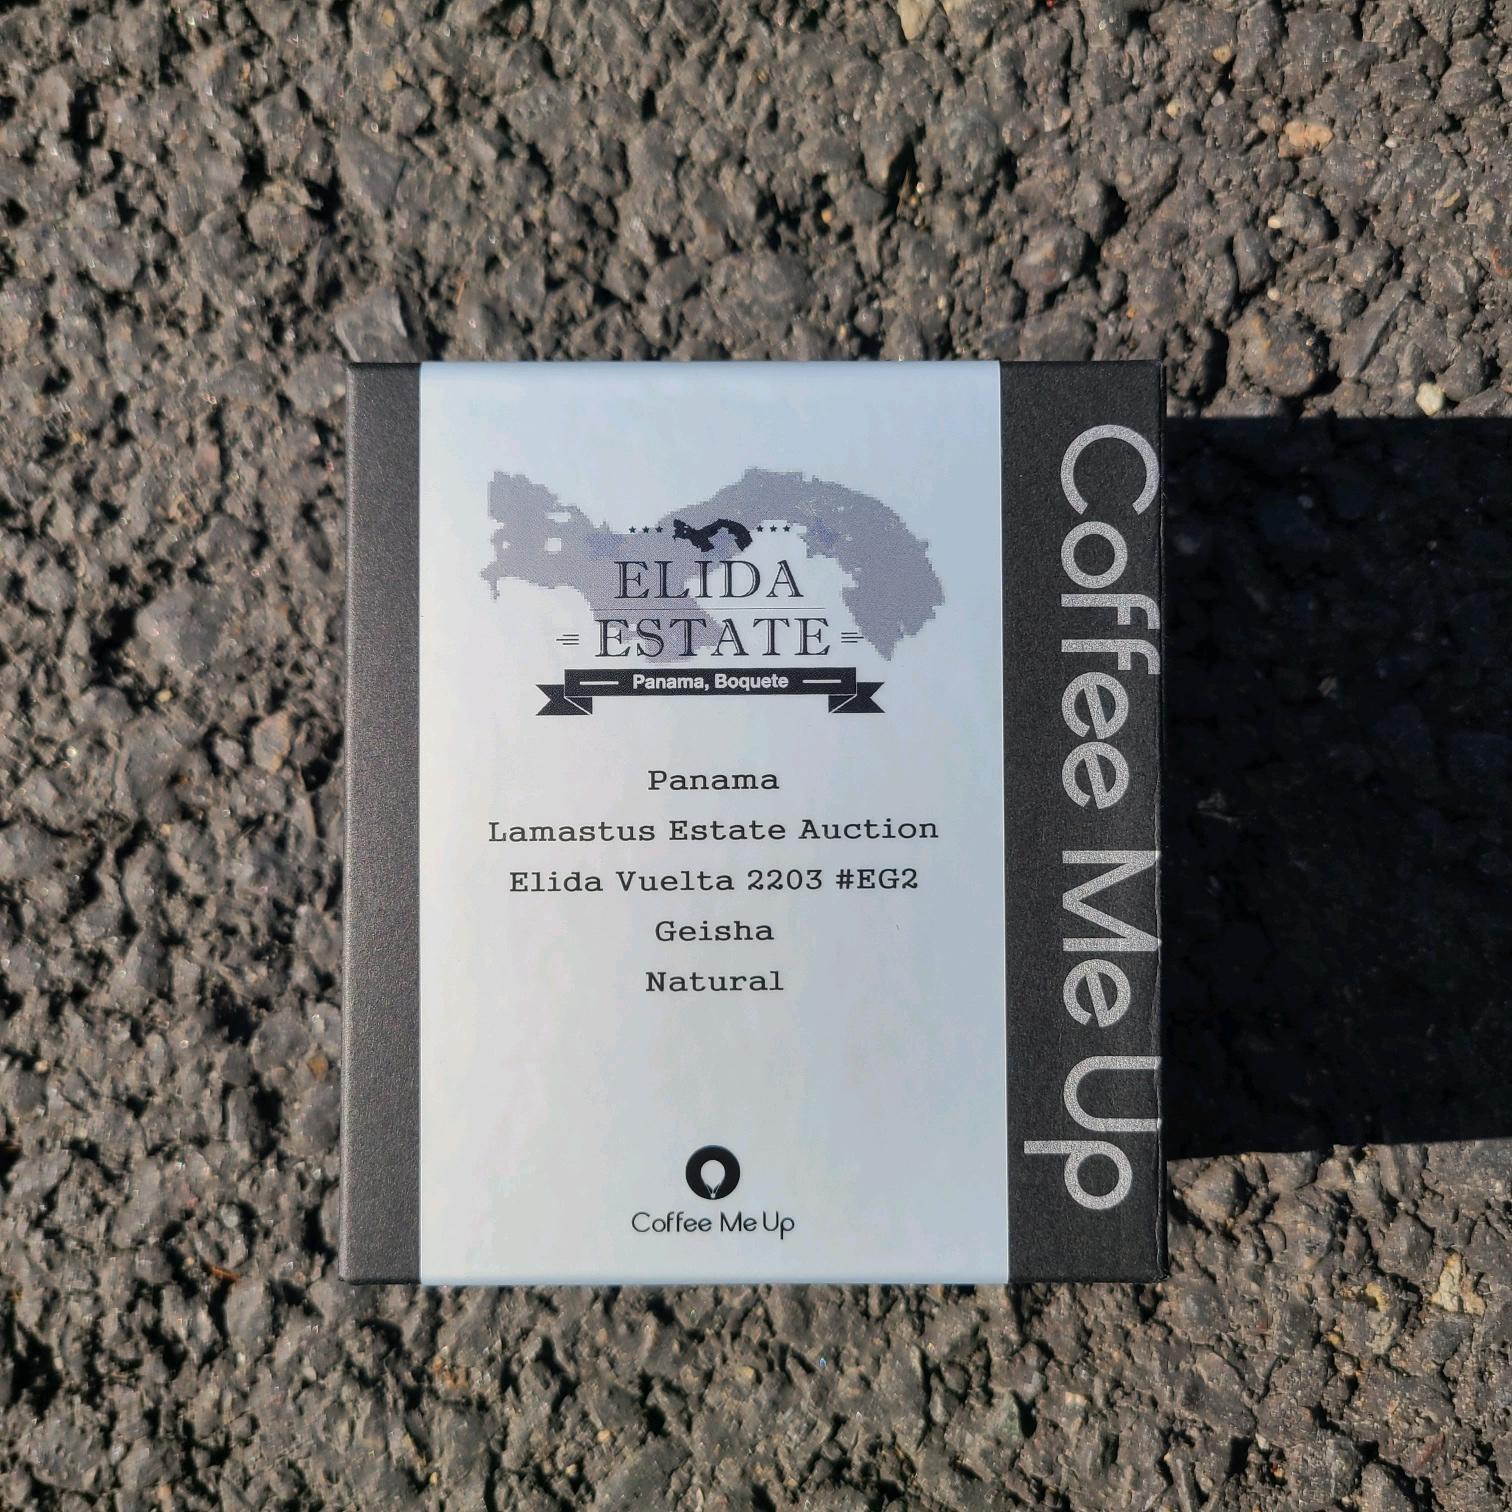 ELIDA
ESTATE
Panama, Boquete
Panama
Lamastus Estate Auction
Elida Vuelta 2203 #EG2
Geisha
Natural
Coffee Me Up
Coffee Me Up